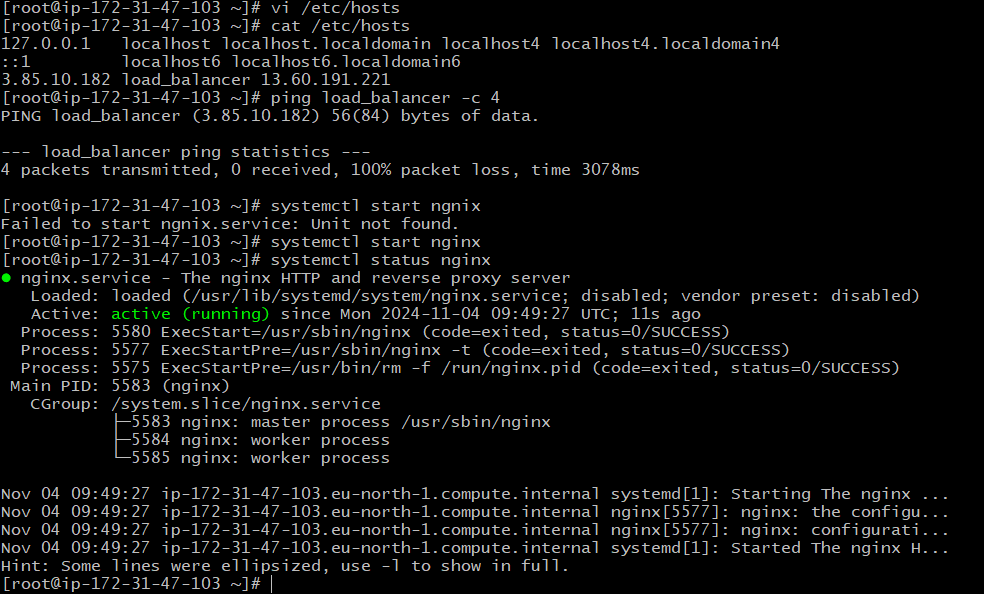 [root@ip-172-31-47-103 ~]# vi /etc/hosts
[root@ip-172-31-47-103 ~]# cat /etc/hosts
127.0.0.1   localhost localhost.localdomain localhost4 localhost4.localdomain4
::1         localhost6 localhost6.localdomain6
3.85.10.182 load_balancer 13.60.191.221
[root@ip-172-31-47-103 ~]# ping load_balancer -c 4
PING load_balancer (3.85.10.182) 56(84) bytes of data.

--- load_balancer ping statistics ---
4 packets transmitted, 0 received, 100% packet loss, time 3078ms

[root@ip-172-31-47-103 ~]# systemctl start ngnix
Failed to start ngnix.service: Unit not found.
[root@ip-172-31-47-103 ~]# systemctl start nginx
[root@ip-172-31-47-103 ~]# systemctl status nginx
● nginx.service - The nginx HTTP and reverse proxy server
   Loaded: loaded (/usr/lib/systemd/system/nginx.service; disabled; vendor preset: disabled)
   Active: active (running) since Mon 2024-11-04 09:49:27 UTC; 11s ago
  Process: 5580 ExecStart=/usr/sbin/nginx (code=exited, status=0/SUCCESS)
  Process: 5577 ExecStartPre=/usr/sbin/nginx -t (code=exited, status=0/SUCCESS)
  Process: 5575 ExecStartPre=/usr/bin/rm -f /run/nginx.pid (code=exited, status=0/SUCCESS)
 Main PID: 5583 (nginx)
   CGroup: /system.slice/nginx.service
           ├─5583 nginx: master process /usr/sbin/nginx
           ├─5584 nginx: worker process
           └─5585 nginx: worker process

Nov 04 09:49:27 ip-172-31-47-103.eu-north-1.compute.internal systemd[1]: Starting The nginx ...
Nov 04 09:49:27 ip-172-31-47-103.eu-north-1.compute.internal nginx[5577]: nginx: the configu...
Nov 04 09:49:27 ip-172-31-47-103.eu-north-1.compute.internal nginx[5577]: nginx: configurati...
Nov 04 09:49:27 ip-172-31-47-103.eu-north-1.compute.internal systemd[1]: Started The nginx H...
Hint: Some lines were ellipsized, use -l to show in full.
[root@ip-172-31-47-103 ~]#